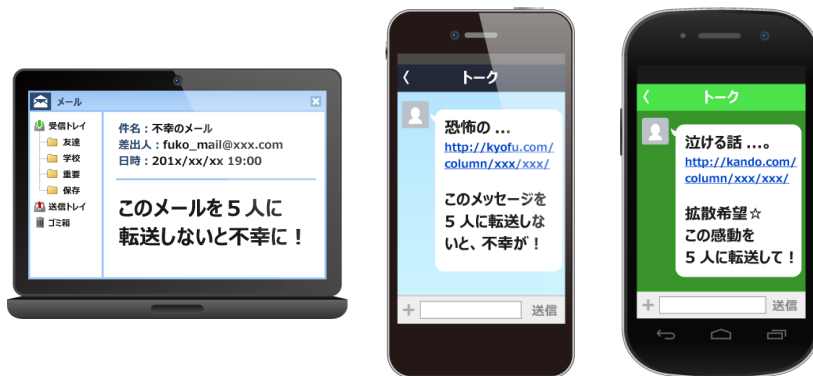 メール
受信トレイ
友達
学校
重要
保存
送信トレイ
ゴミ箱
件名：不幸のメール
差出人：fuko_mail@xxx.com
日時：201x/xx/xx 19:00
このメールを５人に
転送しないと不幸に！
トーク
恐怖の …
http://kyofu.com/
column/xxx/xxx/
このメッセージを
５人に転送しな
いと、不幸が！
送信
トーク
泣ける話 …。
http://kando.com/
column/xxx/xxx/
拡散希望☆
この感動を
５人に転送して！
送信